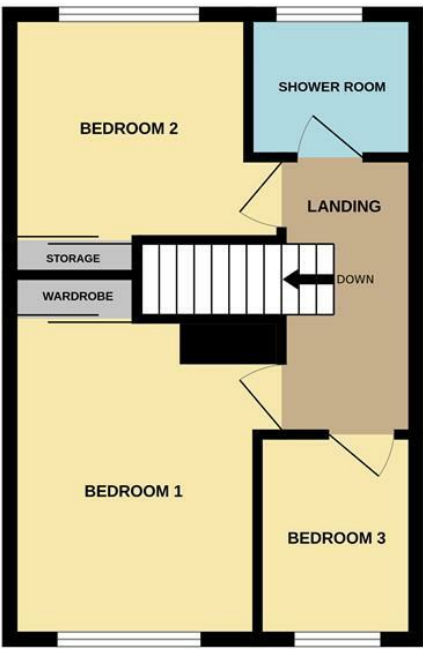 SHOWER ROOM
BEDROOM 2
LANDING
STORAGE
DOWN
WARDROBE
BEDROOM 1
BEDROOM 3